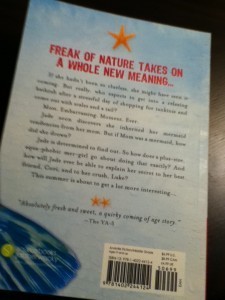 FREAK OF NATURE TAKES ON
A WHOLE NEW MEANING...
If she hadn't been so clueless, she might have seen it
coming. But really, who expects to get into a relaxing
bathtub after a stressful day of shopping for tankinis and
come out with scales and a tail?
Most. Embarrassing. Moment. Ever.
Jade soon discovers she inherited her mermaid
tendencies from her mom. But if Mom was a mermaid, how
did she drown?
Jade is determined to find out. So how does a plus-size,
aqua-phobic mer-girl go about doing that exactly? And
how will Jade ever be able to explain her secret to her best
friend, Cori, and to her crush, Luke?
This summer is about to get a lot more interesting...
"Absolutely fresh and sweet, a quirky coming of age story."